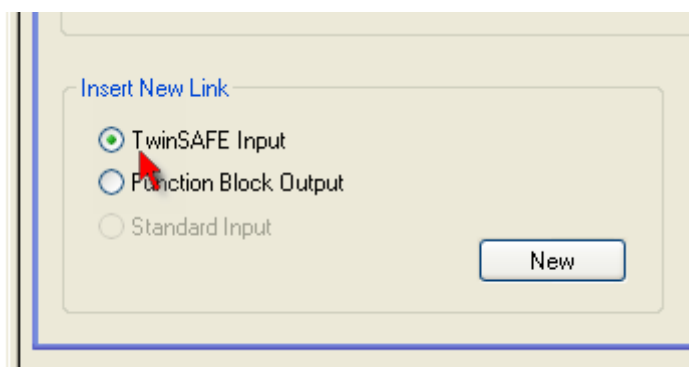 Insert New Link
TwinSAFE Input
Function Block Output
Standard Input
New